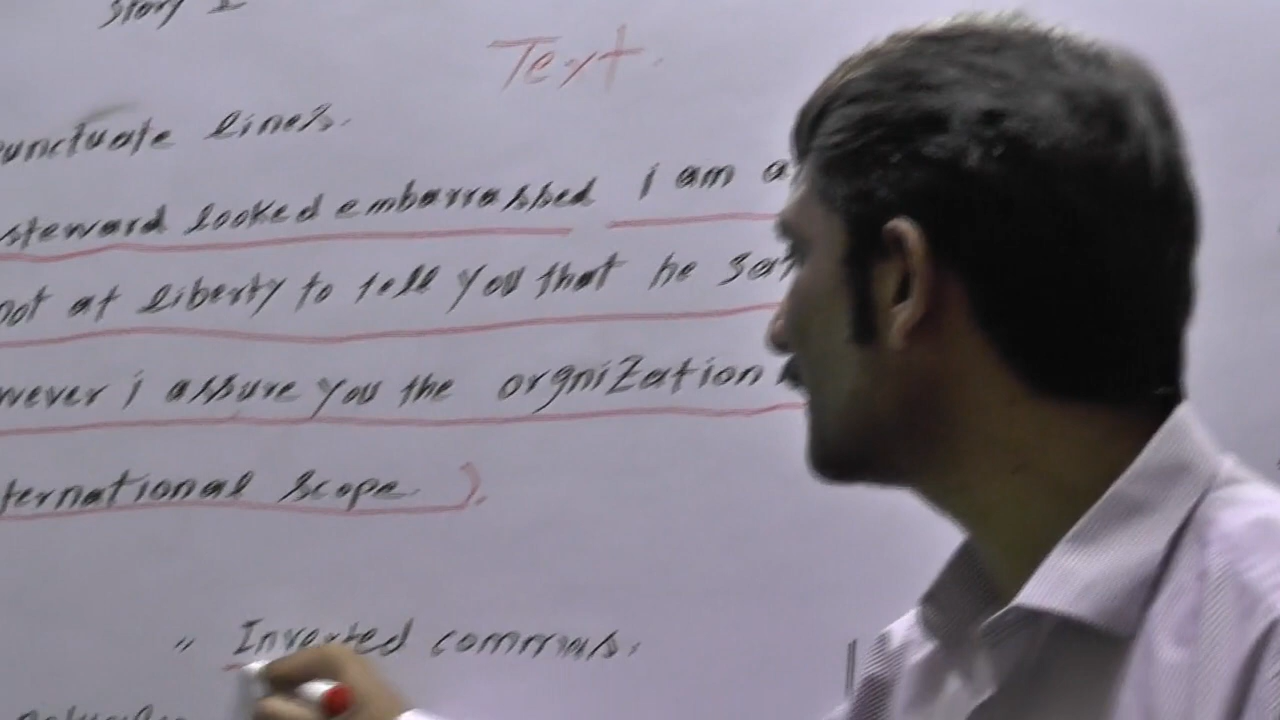 Story I
Text.
punctuate lines.
steward looked embarrassed i am a
not at liberty to tell you that he sa
wever i assure you the orgnization
ternational scope ).
" Inverted commas.